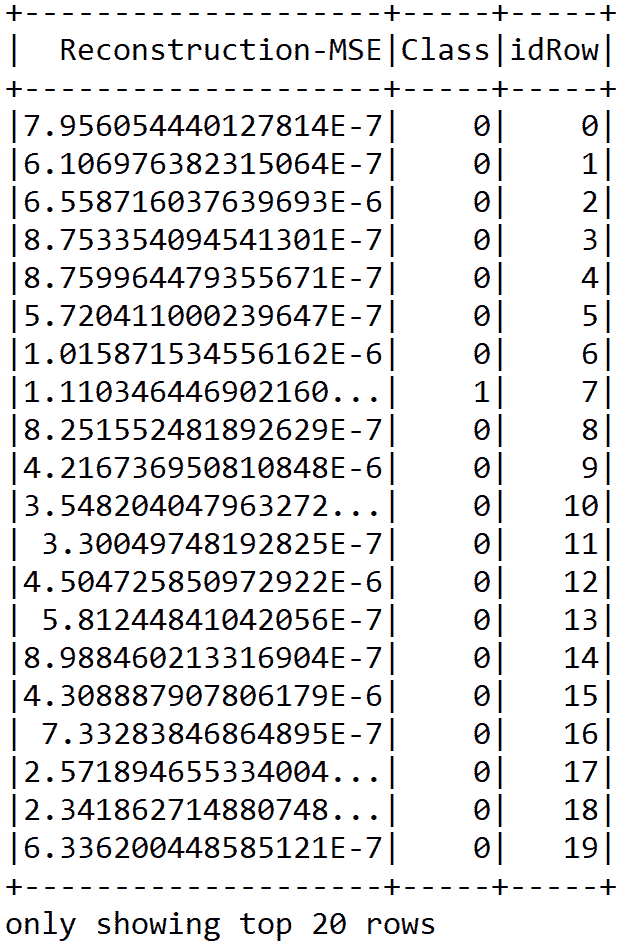 +--------------------+-----+-----+
|  Reconstruction-MSE|Class|idRow|
+--------------------+-----+-----+
|7.956054440127814E-7|    0|    0|
|6.106976382315064E-7|    0|    1|
|6.558716037639693E-6|    0|    2|
|8.753354094541301E-7|    0|    3|
|8.759964479355671E-7|    0|    4|
|5.720411000239647E-7|    0|    5|
|1.015871534556162E-6|    0|    6|
|1.110346446902160...|    1|    7|
|8.251552481892629E-7|    0|    8|
|4.216736950810848E-6|    0|    9|
|3.548204047963272...|    0|   10|
| 3.30049748192825E-7|    0|   11|
|4.504725850972922E-6|    0|   12|
| 5.81244841042056E-7|    0|   13|
|8.988460213316904E-7|    0|   14|
|4.308887907806179E-6|    0|   15|
| 7.33283846864895E-7|    0|   16|
|2.571894655334004...|    0|   17|
|2.341862714880748...|    0|   18|
|6.336200448585121E-7|    0|   19|
+--------------------+-----+-----+
only showing top 20 rows